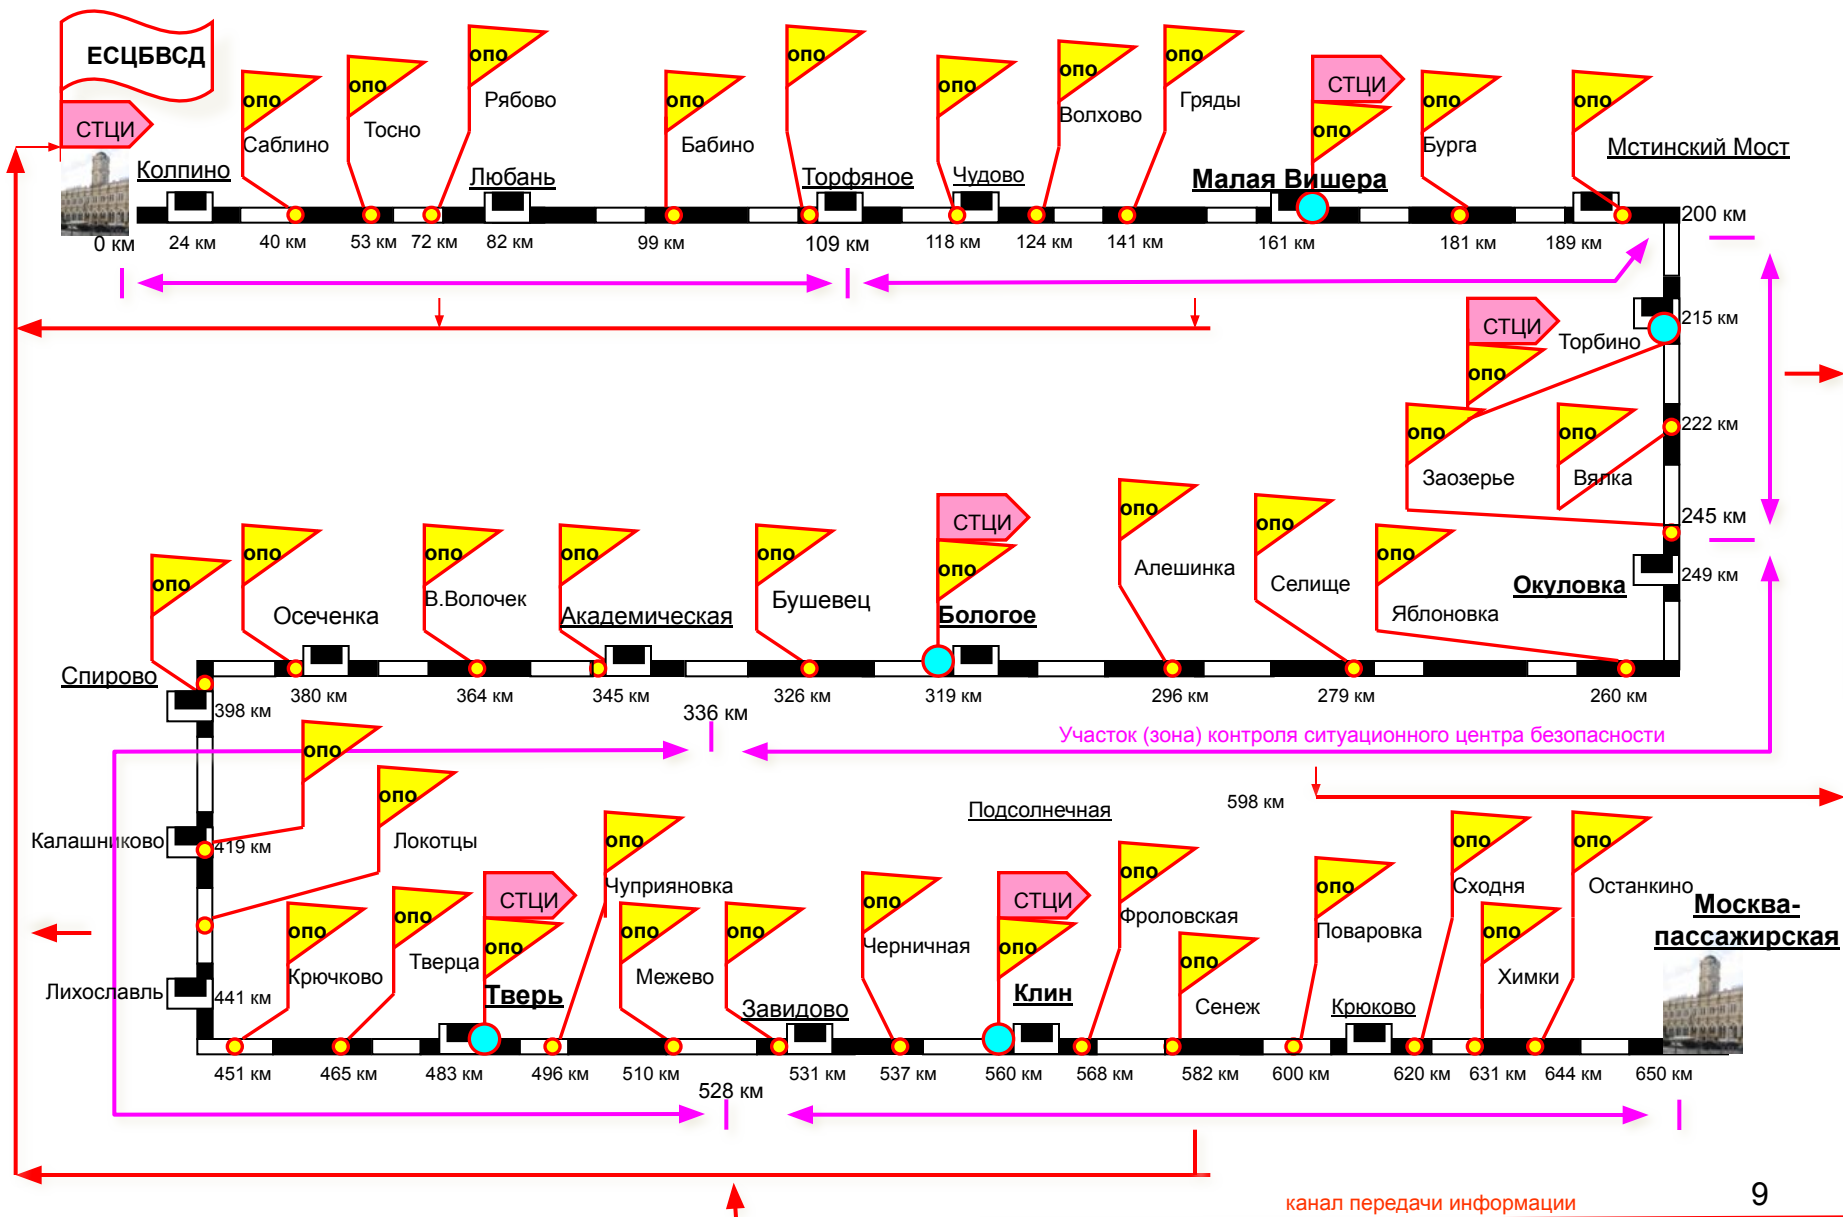 ЕСЦБВСД
СТЦИ
опо
Саблино
опо
Тосно
опо
Рябово
опо
Бабино
опо
опо
опо
Волхово
опо
Гряды
СТЦИ
опо
опо
Бурга
опо
Мстинский Мост
Колпино
Любань
Торфяное
Чудово
Малая Вишера
0 км
24 км
40 км
53 км
72 км
82 км
99 км
109 км
118 км
124 км
141 км
161 км
181 км
189 км
200 км
СТЦИ
опо
Торбино
215 км
опо
Заозерье
опо
Вялка
222 км
245 км
Окуловка
249 км
опо
опо
Осеченка
опо
В.Волочек
опо
Академическая
опо
Бушевец
СТЦИ
опо
Бологое
опо
Алешинка
опо
Селище
опо
Яблоновка
Спирово
398 км
380 км
364 км
345 км
336 км
326 км
319 км
296 км
279 км
260 км
Участок (зона) контроля ситуационного центра безопасности
опо
опо
Локотцы
Калашниково
419 км
Лихославль
441 км
опо
Крючково
опо
Тверца
СТЦИ
опо
Тверь
опо
Чуприяновка
опо
Межево
опо
Завидово
опо
Черничная
СТЦИ
опо
Клин
Подсолнечная
598 км
опо
Фроловская
опо
Сенеж
опо
Поваровка
Крюково
опо
Сходня
опо
Химки
опо
Останкино
Москва-
пассажирская
451 км
465 км
483 км
496 км
510 км
528 км
531 км
537 км
560 км
568 км
582 км
600 км
620 км
631 км
644 км
650 км
канал передачи информации
9